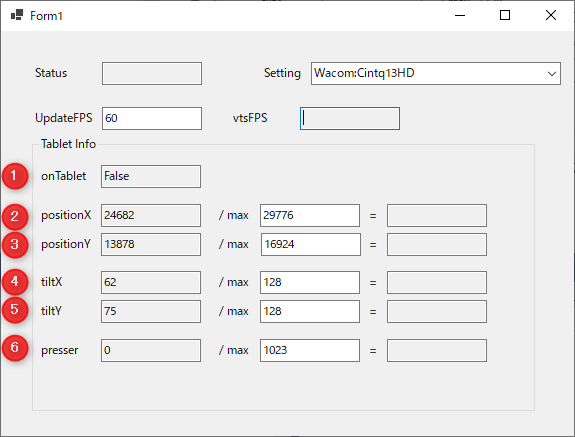 Form1
Status Setting Wacom:Cintq13HD
UpdateFPS 60 vtsFPS
Tablet Info
1 onTablet False
2 positionX 24682 / max 29776 =
3 positionY 13878 / max 16924 =
4 tiltX 62 / max 128 =
5 tiltY 75 / max 128 =
6 presser 0 / max 1023 =